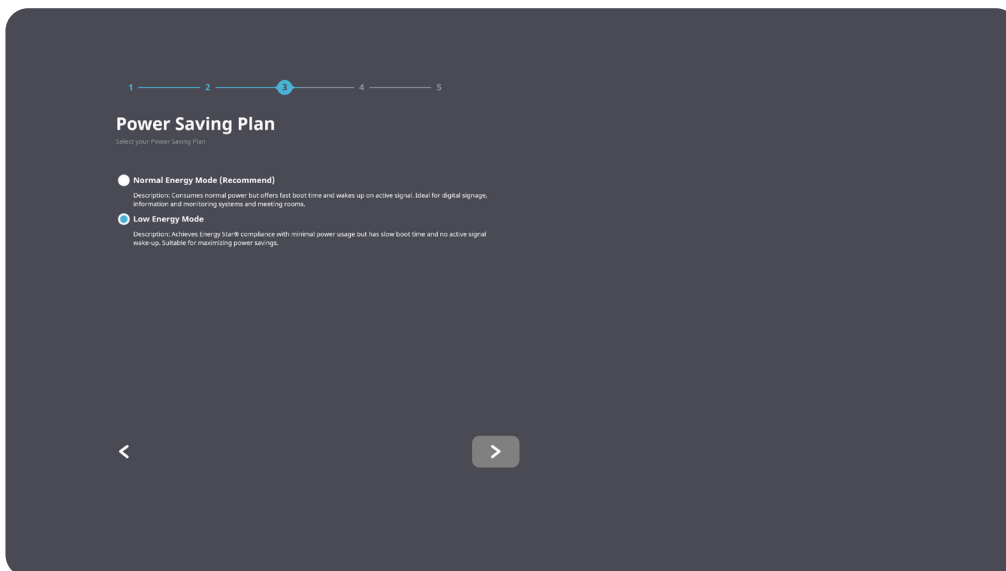 1 2 3 4 5
Power Saving Plan
Select your Power Saving Plan
Normal Energy Mode (Recommend)
Description: Consumes normal power but offers fast boot time and wakes up on active signal. Ideal for digital signage,
information and monitoring systems and meeting rooms.
Low Energy Mode
Description: Achieves Energy Star® compliance with minimal power usage but has slow boot time and no active signal
wake-up. Suitable for maximizing power savings.